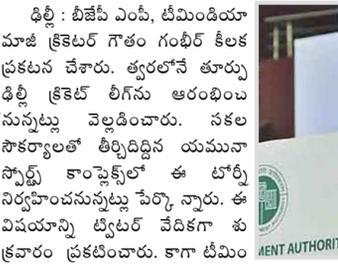 ఢిల్లీ : బీజేపీ ఎంపీ, టీమిండియా
మాజీ క్రికెటర్ గౌతం గంభీర్ కీలక
ప్రకటన చేశారు. త్వరలోనే తూర్పు
ఢిల్లీ క్రికెట్ లీగ్‌ను ఆరంభించ
నున్నట్లు వెల్లడించారు. సకల
సౌకర్యాలతో తీర్చిదిద్దిన యమునా
స్పోర్ట్స్ కాంప్లెక్స్‌లో ఈ టోర్నీ
నిర్వహించనున్నట్లు పేర్కొ న్నారు. ఈ
విషయాన్ని ట్విటర్ వేదికగా శు
క్రవారం ప్రకటించారు. కాగా టీమిం
MENT AUTHORIT